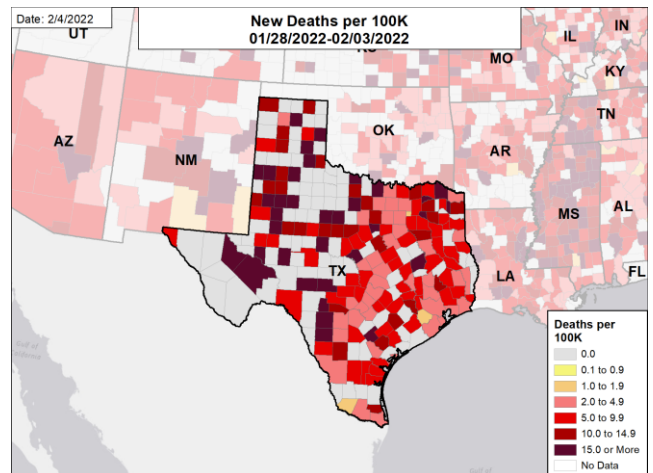 Date: 2/4/2022
New Deaths per 100K
01/28/2022-02/03/2022
UT
MO
IL
IN
KY
TN
AZ
NM
OK
AR
MS
AL
TX
LA
FL
Gulf of
California
Deaths per
100K
0.0
0.1 to 0.9
1.0 to 1.9
2.0 to 4.9
5.0 to 9.9
10.0 to 14.9
15.0 or More
No Data